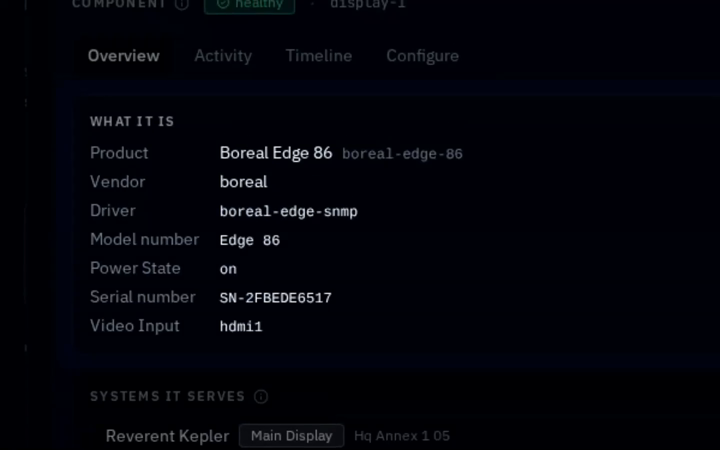 COMPONENT healthy · display-1
Overview Activity Timeline Configure
WHAT IT IS
Product Boreal Edge 86 boreal-edge-86
Vendor boreal
Driver boreal-edge-snmp
Model number Edge 86
Power State on
Serial number SN-2FBEDE6517
Video Input hdmi1
SYSTEMS IT SERVES
Reverent Kepler Main Display Hq Annex 1 05